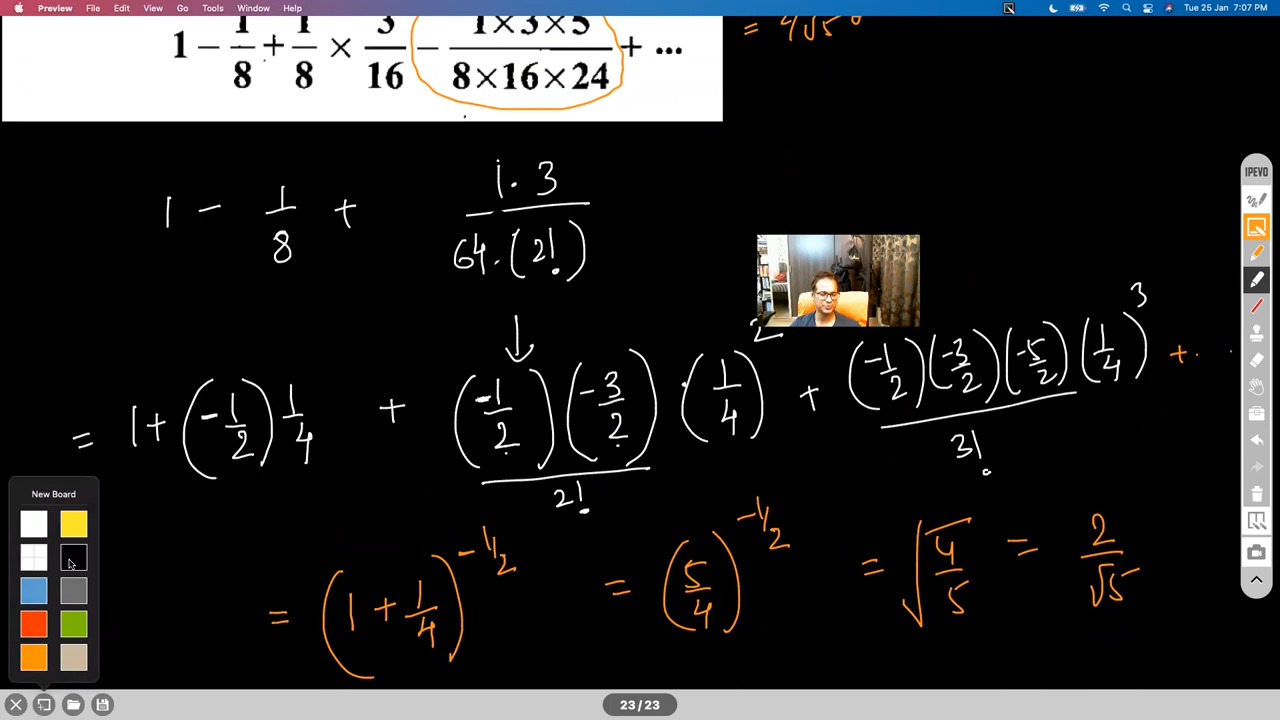 Preview File Edit View Go Tools Window Help Tue 25 Jan 7:07 PM
1 − 1/8 + 1/8 × 3/16 − (1×3×5)/(8×16×24) + ...
IPEVO
1 − 1/8 + (1·3)/(64·(2!))
= 1 + (−1/2) 1/4 + ((−1/2)(−3/2))/2! (1/4)^2 + ((−1/2)(−3/2)(−5/2)(1/4)^3)/3! + ...
New Board
= (1 + 1/4)^(−1/2) = (5/4)^(−1/2) = √(4/5) = 2/√5
23/23